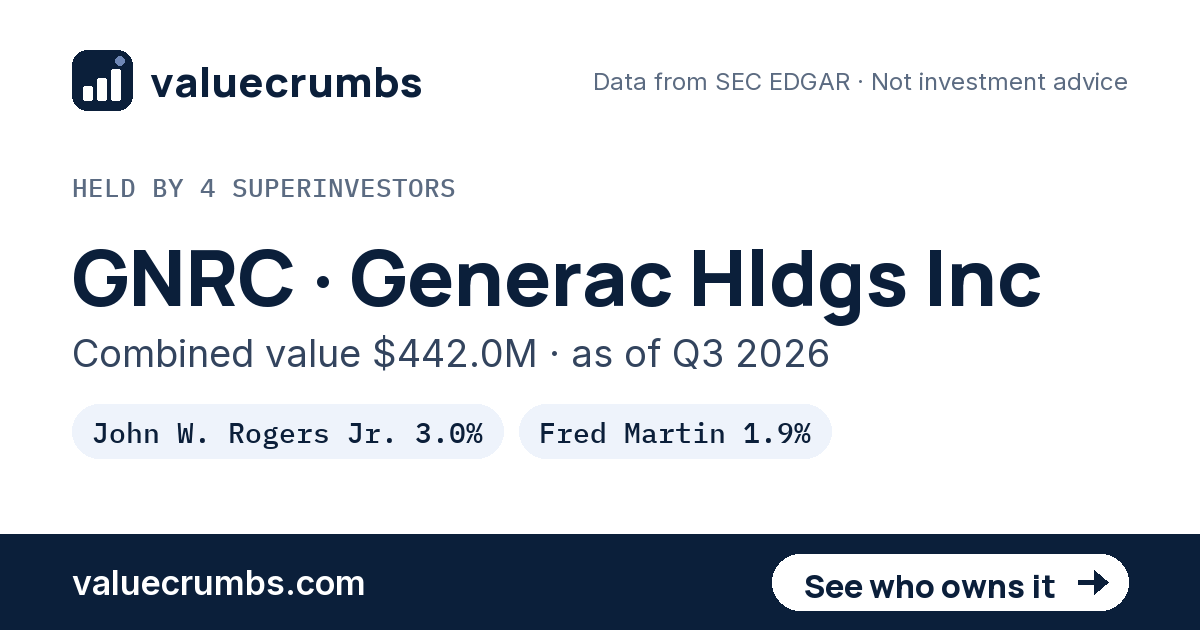 valuecrumbs
Data from SEC EDGAR · Not investment advice
HELD BY 4 SUPERINVESTORS
GNRC · Generac Hldgs Inc
Combined value $442.0M · as of Q3 2026
John W. Rogers Jr. 3.0%
Fred Martin 1.9%
valuecrumbs.com
See who owns it →